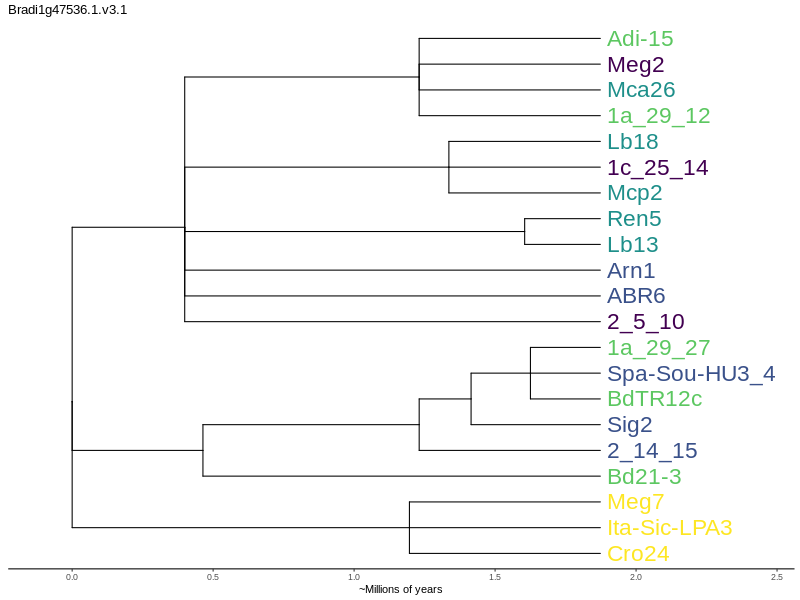 Bradi1g47536.1.v3.1
Adi-15
Meg2
Mca26
1a_29_12
Lb18
1c_25_14
Mcp2
Ren5
Lb13
Arn1
ABR6
2_5_10
1a_29_27
Spa-Sou-HU3_4
BdTR12c
Sig2
2_14_15
Bd21-3
Meg7
Ita-Sic-LPA3
Cro24
0.0 0.5 1.0 1.5 2.0 2.5
~Millions of years